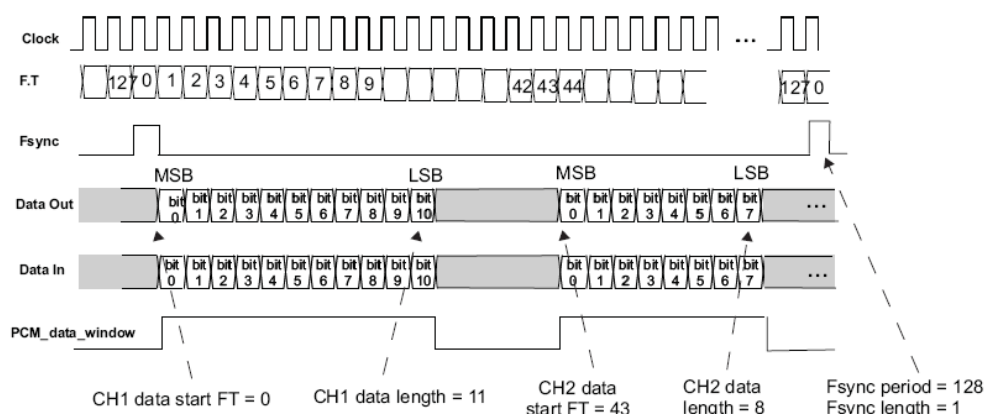 Clock ...
F.T 127 0 1 2 3 4 5 6 7 8 9 42 43 44 127 0
Fsync
MSB LSB MSB LSB
Data Out bit 0 bit 1 bit 2 bit 3 bit 4 bit 5 bit 6 bit 7 bit 8 bit 9 bit 10 bit 0 bit 1 bit 2 bit 3 bit 4 bit 5 bit 6 bit 7 ...
Data In bit 0 bit 1 bit 2 bit 3 bit 4 bit 5 bit 6 bit 7 bit 8 bit 9 bit 10 bit 0 bit 1 bit 2 bit 3 bit 4 bit 5 bit 6 bit 7 ...
PCM_data_window
CH1 data start FT = 0
CH1 data length = 11
CH2 data
start FT = 43
CH2 data
length = 8
Fsync period = 128
Fsync length = 1